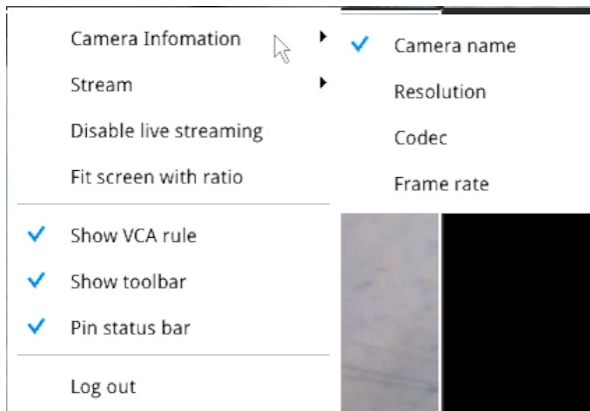 Camera Infomation
Stream
Disable live streaming
Fit screen with ratio
Show VCA rule
Show toolbar
Pin status bar
Log out
Camera name
Resolution
Codec
Frame rate